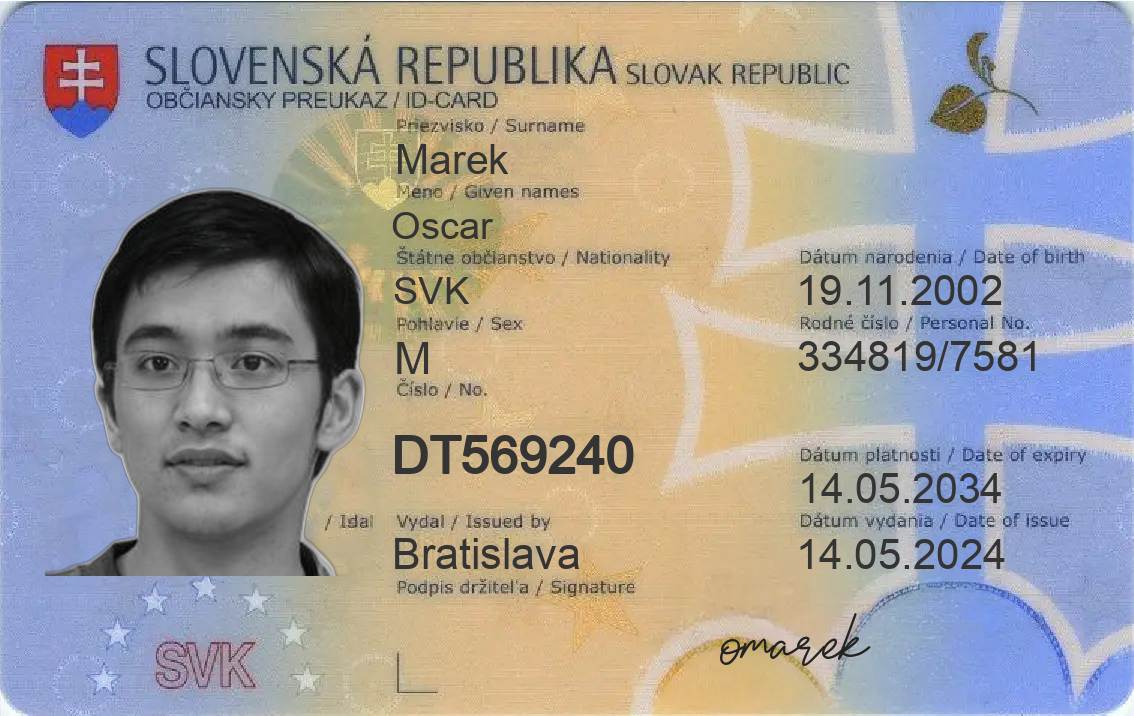 SLOVENSKÁ REPUBLIKA SLOVAK REPUBLIC
OBČIANSKY PREUKAZ / ID-CARD
Priezvisko / Surname
Marek
Meno / Given names
Oscar
Štátne občianstvo / Nationality
SVK
Dátum narodenia / Date of birth
19.11.2002
Pohlavie / Sex
M
Rodné číslo / Personal No.
334819/7581
Číslo / No.
DT569240
Dátum platnosti / Date of expiry
14.05.2034
/ Isdal
Vydal / Issued by
Bratislava
Dátum vydania / Date of issue
14.05.2024
Podpis držiteľa / Signature
omarek
SVK